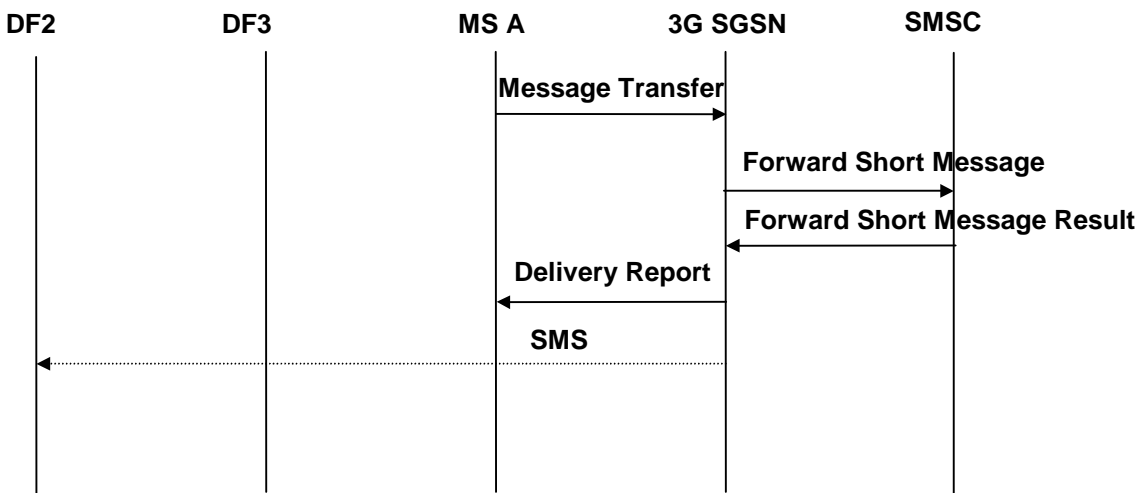 DF2 DF3 MS A 3G SGSN SMSC
Message Transfer
Forward Short Message
Forward Short Message Result
Delivery Report
SMS